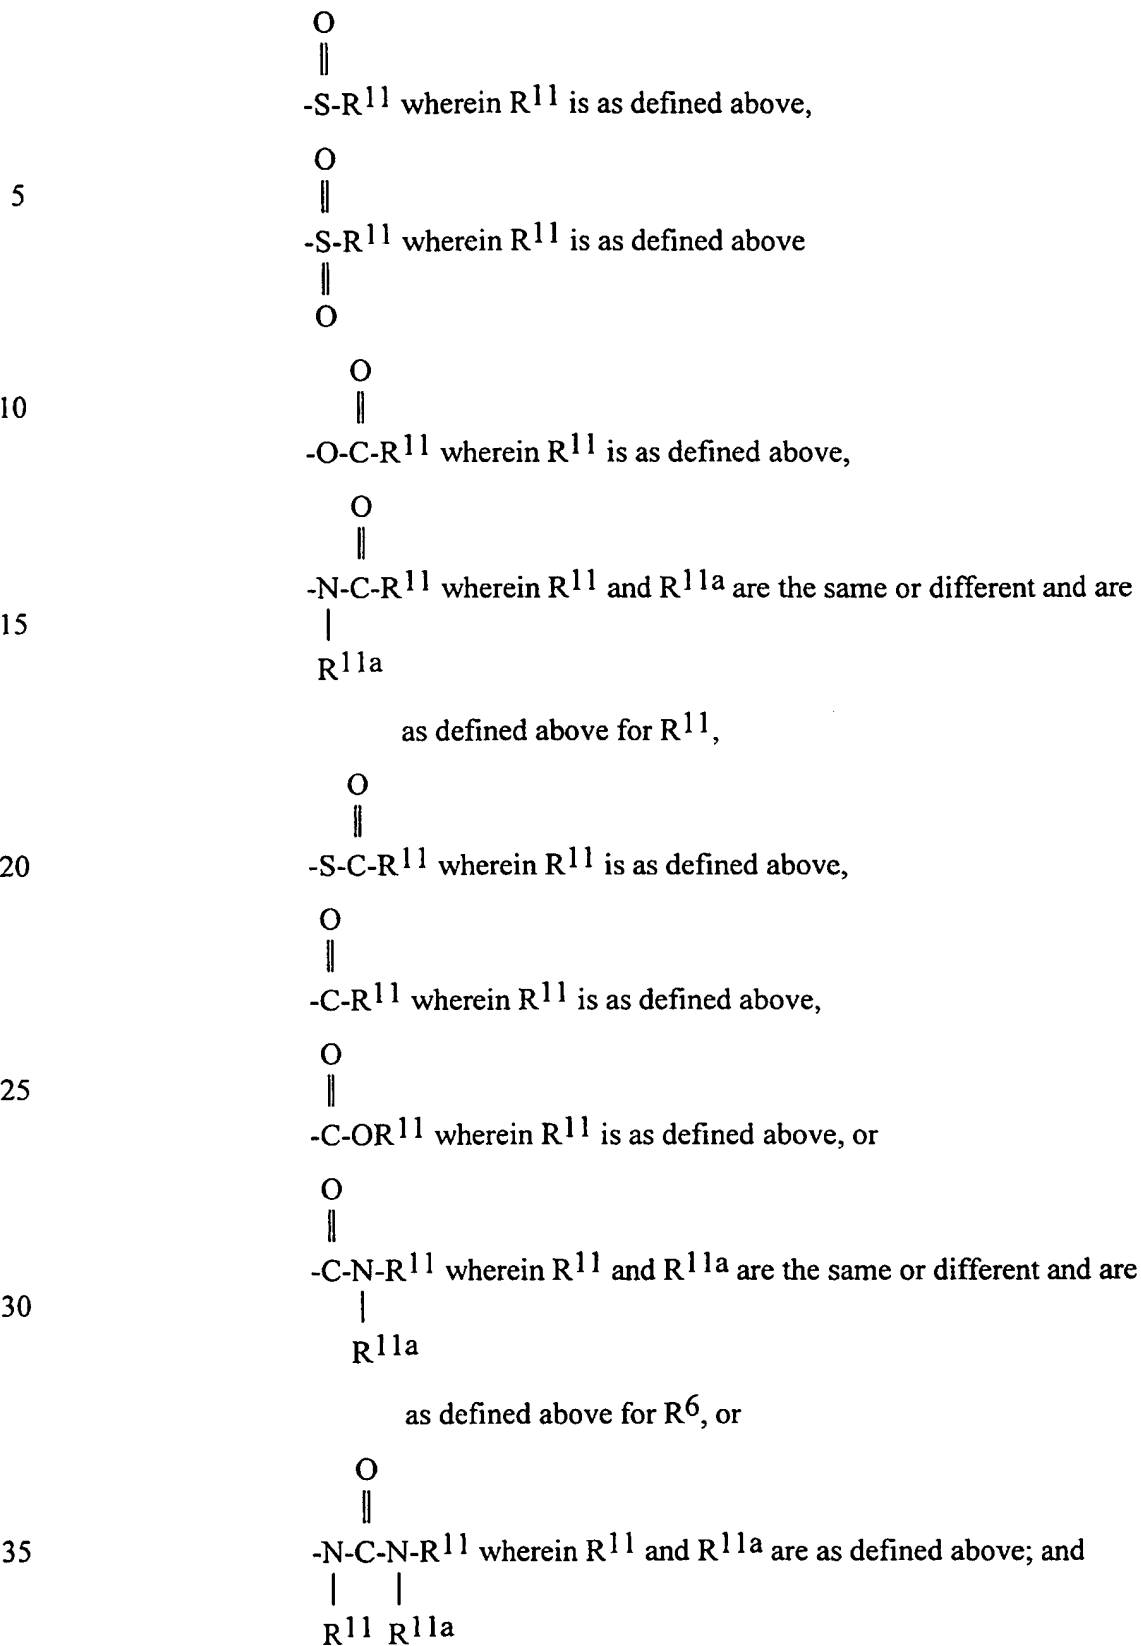 O
||
-S-R11 wherein R11 is as defined above,
O
5 ||
-S-R11 wherein R11 is as defined above
||
O
O
10 ||
-O-C-R11 wherein R11 is as defined above,
O
||
-N-C-R11 wherein R11 and R11a are the same or different and are
15 |
R11a
as defined above for R11,
O
||
20 -S-C-R11 wherein R11 is as defined above,
O
||
-C-R11 wherein R11 is as defined above,
O
25 ||
-C-OR11 wherein R11 is as defined above, or
O
||
-C-N-R11 wherein R11 and R11a are the same or different and are
30 |
R11a
as defined above for R6, or
O
||
35 -N-C-N-R11 wherein R11 and R11a are as defined above; and
| |
R11 R11a